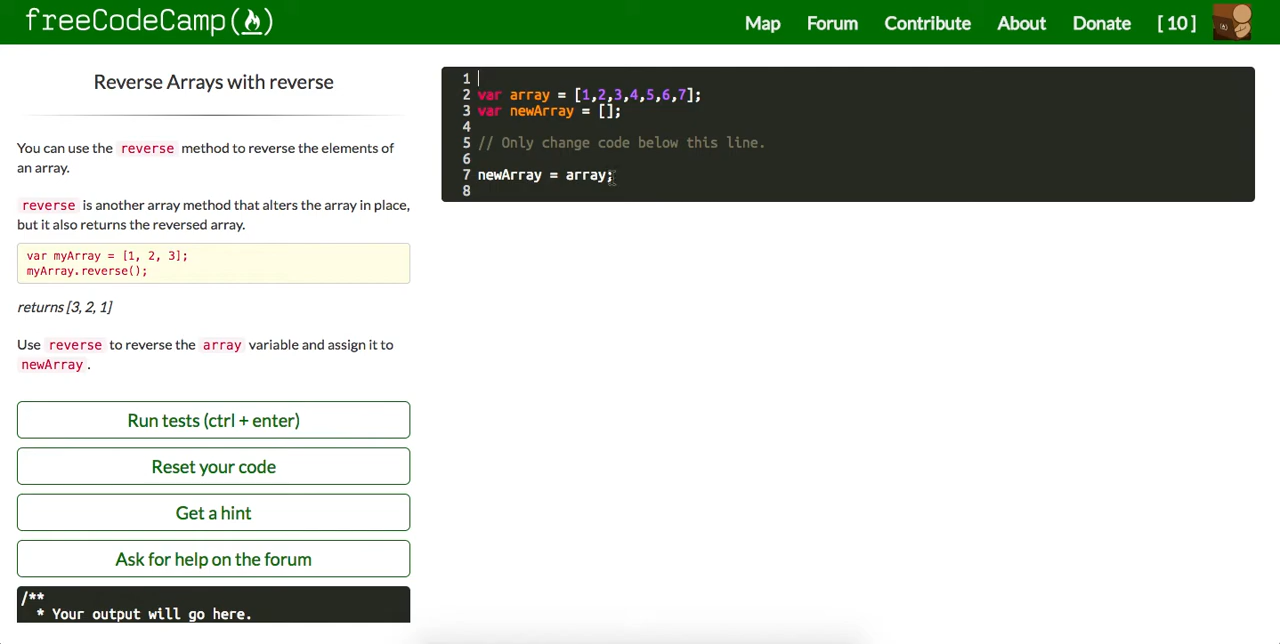 freeCodeCamp(🔥) Map Forum Contribute About Donate [ 10 ]
Reverse Arrays with reverse
You can use the reverse method to reverse the elements of
an array.
reverse is another array method that alters the array in place,
but it also returns the reversed array.
var myArray = [1, 2, 3];
myArray.reverse();
returns [3, 2, 1]
Use reverse to reverse the array variable and assign it to
newArray .
Run tests (ctrl + enter)
Reset your code
Get a hint
Ask for help on the forum
/**
* Your output will go here.
1
2 var array = [1,2,3,4,5,6,7];
3 var newArray = [];
4
5 // Only change code below this line.
6
7 newArray = array;
8